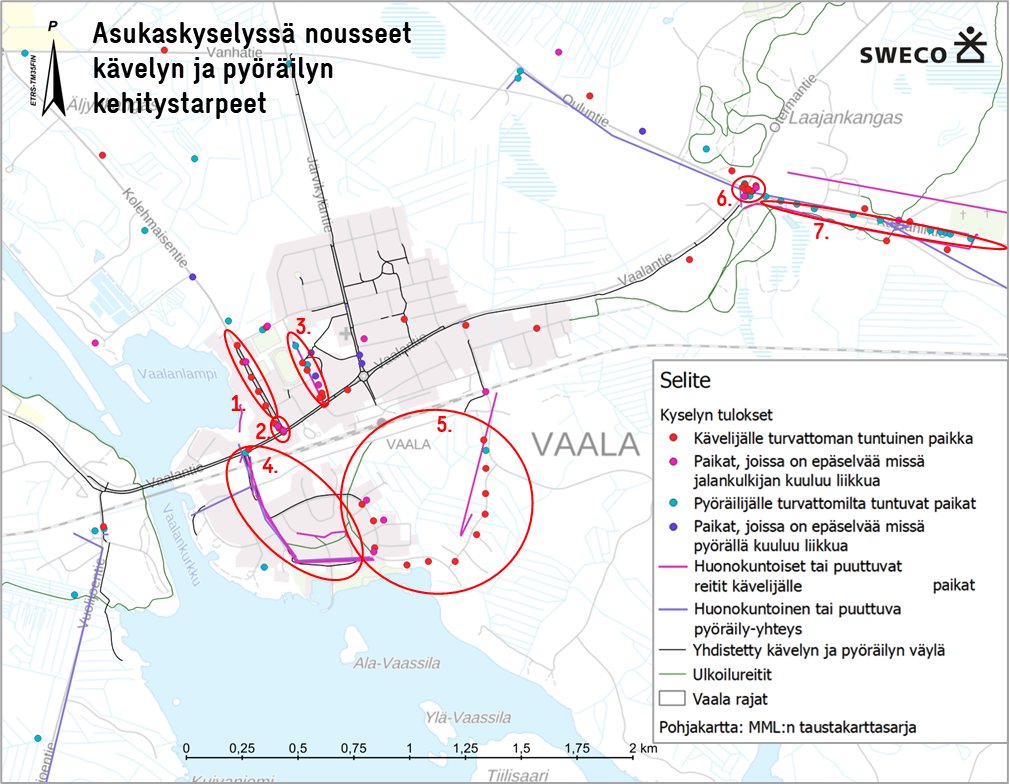 P
ETRS-TM35FIN
Asukaskyselyssä nousseet
kävelyn ja pyöräilyn
kehitystarpeet
SWECO
Vanhatie
Kolehmaisentie
Järvikyläntie
Ouluntie
Otermantie
Laajankangas
6.
7.
Vaalantie
3.
Vaalantie
Vaalanlampi
1.
2.
4.
5.
VAALA
VAALA
Vaalantie
Vaalankurkku
Vuolijoentie
Ala-Vaassila
Ylä-Vaassila
Tiilisaari
Kuivaniemi
0 0,25 0,5 0,75 1 1,25 1,5 1,75 2 km
Selite
Kyselyn tulokset
Kävelijälle turvattoman tuntuinen paikka
Paikat, joissa on epäselvää missä
jalankulkijan kuuluu liikkua
Pyöräilijälle turvattomilta tuntuvat paikat
Paikat, joissa on epäselvää missä
pyörällä kuuluu liikkua
Huonokuntoiset tai puuttuvat
reitit kävelijälle paikat
Huonokuntoinen tai puuttuva
pyöräily-yhteys
Yhdistetty kävelyn ja pyöräilyn väylä
Ulkoilureitit
Vaala rajat
Pohjakartta: MML:n taustakarttasarja